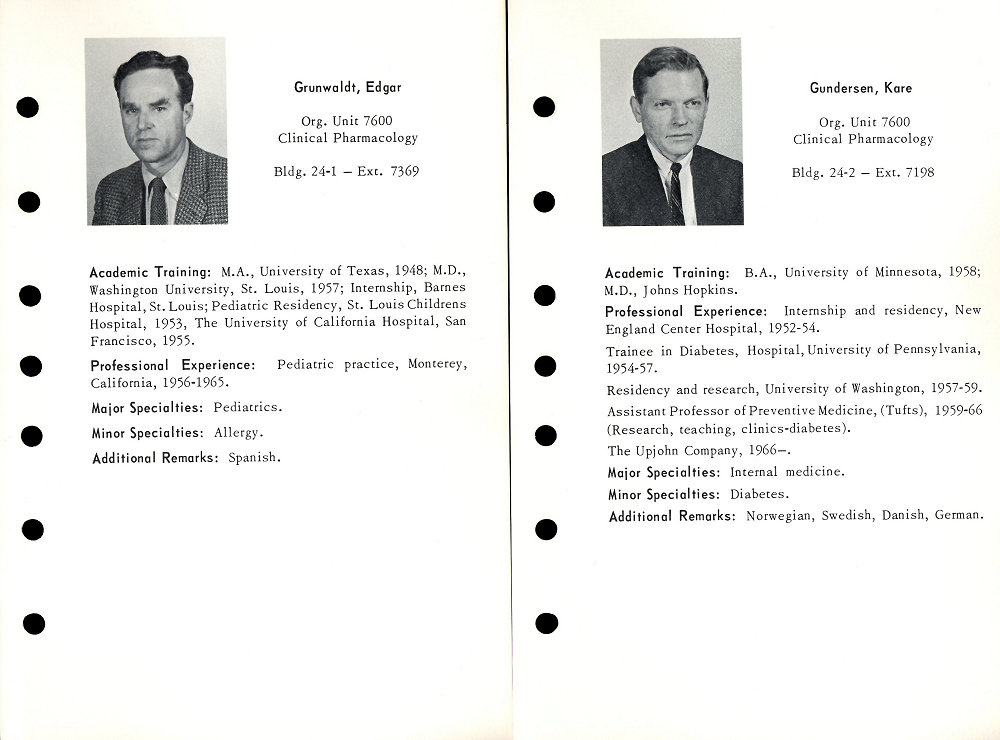 Grunwaldt, Edgar
Org. Unit 7600
Clinical Pharmacology
Bldg. 24-1 — Ext. 7369
Academic Training: M.A., University of Texas, 1948; M.D.,
Washington University, St. Louis, 1957; Internship, Barnes
Hospital, St. Louis; Pediatric Residency, St. Louis Childrens
Hospital, 1953, The University of California Hospital, San
Francisco, 1955.
Professional Experience: Pediatric practice, Monterey,
California, 1956-1965.
Major Specialties: Pediatrics.
Minor Specialties: Allergy.
Additional Remarks: Spanish.
Gundersen, Kare
Org. Unit 7600
Clinical Pharmacology
Bldg. 24-2 — Ext. 7198
Academic Training: B.A., University of Minnesota, 1958;
M.D., Johns Hopkins.
Professional Experience: Internship and residency, New
England Center Hospital, 1952-54.
Trainee in Diabetes, Hospital, University of Pennsylvania,
1954-57.
Residency and research, University of Washington, 1957-59.
Assistant Professor of Preventive Medicine, (Tufts), 1959-66
(Research, teaching, clinics-diabetes).
The Upjohn Company, 1966—.
Major Specialties: Internal medicine.
Minor Specialties: Diabetes.
Additional Remarks: Norwegian, Swedish, Danish, German.